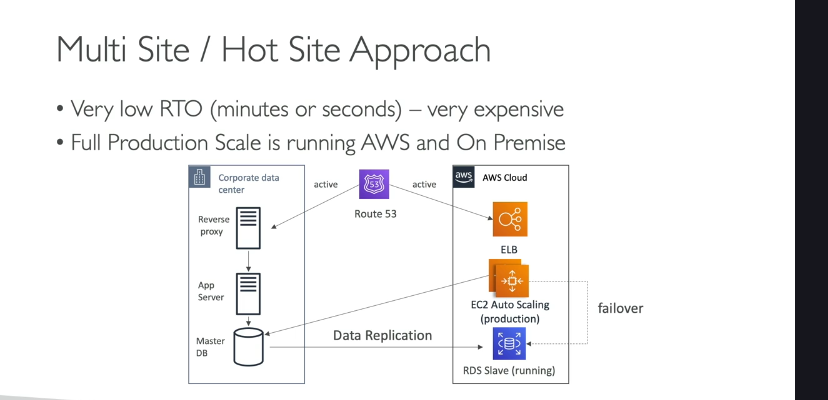 Multi Site / Hot Site Approach
• Very low RTO (minutes or seconds) – very expensive
• Full Production Scale is running AWS and On Premise
Corporate data
center
active
53
active
aws
AWS Cloud
Route 53
Reverse
proxy
ELB
App
Server
EC2 Auto Scaling
(production)
failover
Master
DB
Data Replication
RDS Slave (running)